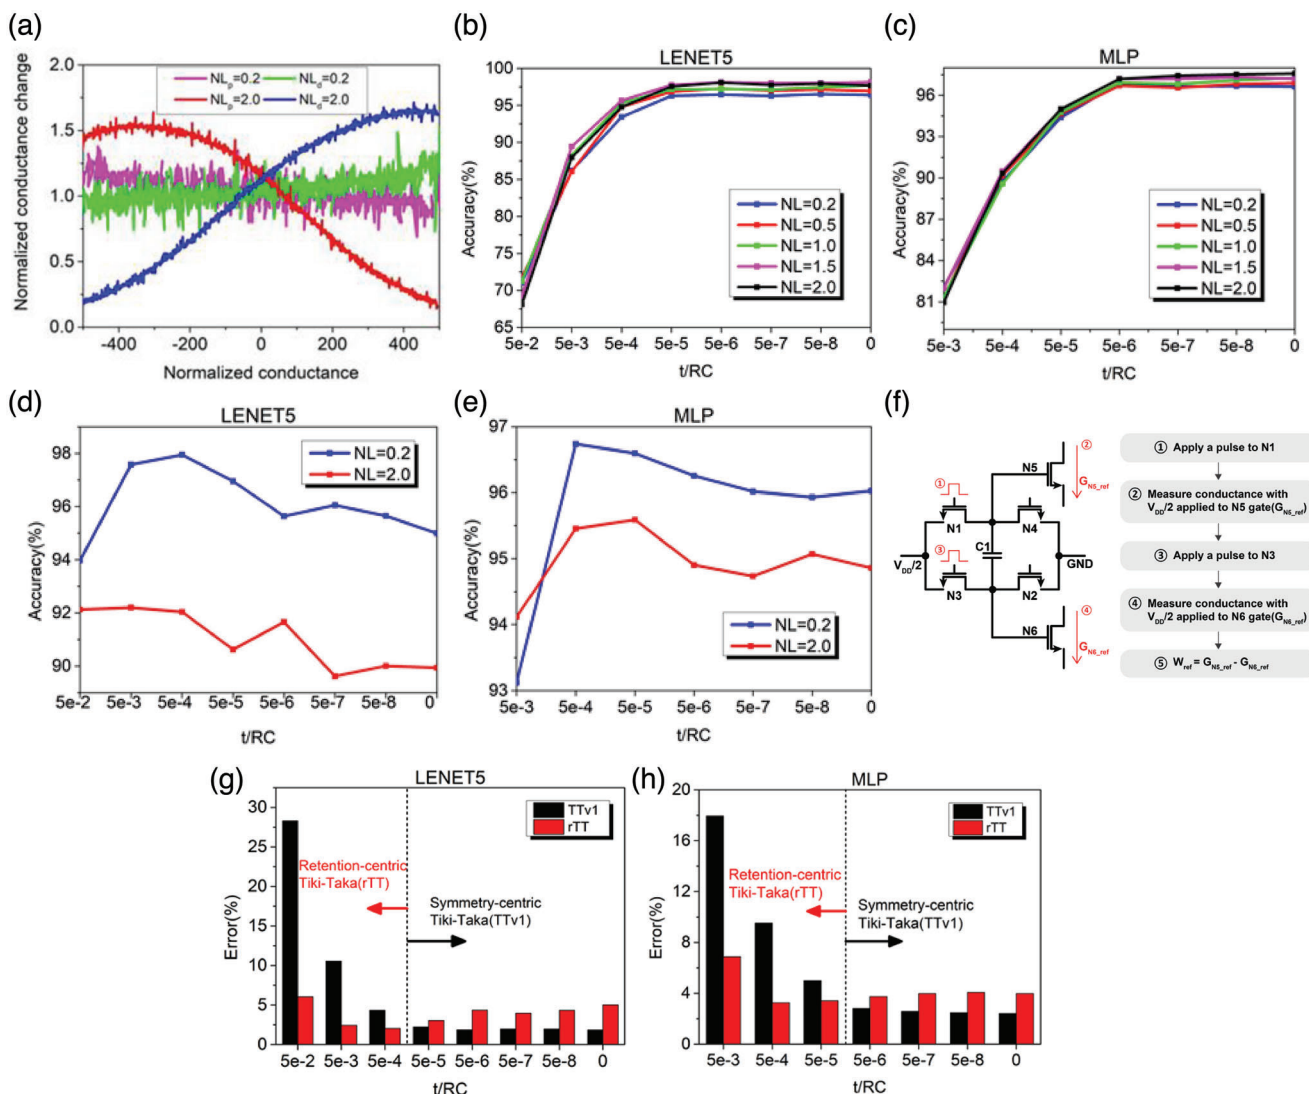 (a)
NLp=0.2 NLd=0.2
NLp=2.0 NLd=2.0
2.0
1.5
1.0
0.5
0.0
Normalized conductance change
-400 -200 0 200 400
Normalized conductance
(b)
LENET5
100
95
90
85
80
75
70
65
Accuracy(%)
NL=0.2
NL=0.5
NL=1.0
NL=1.5
NL=2.0
5e-2 5e-3 5e-4 5e-5 5e-6 5e-7 5e-8 0
t/RC
(c)
MLP
96
93
90
87
84
81
Accuracy(%)
NL=0.2
NL=0.5
NL=1.0
NL=1.5
NL=2.0
5e-3 5e-4 5e-5 5e-6 5e-7 5e-8 0
t/RC
(d)
LENET5
98
96
94
92
90
Accuracy(%)
NL=0.2
NL=2.0
5e-2 5e-3 5e-4 5e-5 5e-6 5e-7 5e-8 0
t/RC
(e)
MLP
97
96
95
94
93
Accuracy(%)
NL=0.2
NL=2.0
5e-3 5e-4 5e-5 5e-6 5e-7 5e-8 0
t/RC
(f)
②
N5
GN5_ref
①
N1 N4
C1
VDD/2 GND
③
N3 N2
④
N6
GN6_ref
① Apply a pulse to N1
② Measure conductance with
VDD/2 applied to N5 gate(GN5_ref)
③ Apply a pulse to N3
④ Measure conductance with
VDD/2 applied to N6 gate(GN6_ref)
⑤ Wref = GN5_ref - GN6_ref
(g)
LENET5
30
25
20
15
10
5
0
Error(%)
TTv1
rTT
Retention-centric
Tiki-Taka(rTT)
Symmetry-centric
Tiki-Taka(TTv1)
5e-2 5e-3 5e-4 5e-5 5e-6 5e-7 5e-8 0
t/RC
(h)
MLP
20
16
12
8
4
0
Error(%)
TTv1
rTT
Retention-centric
Tiki-Taka(rTT)
Symmetry-centric
Tiki-Taka(TTv1)
5e-3 5e-4 5e-5 5e-6 5e-7 5e-8 0
t/RC